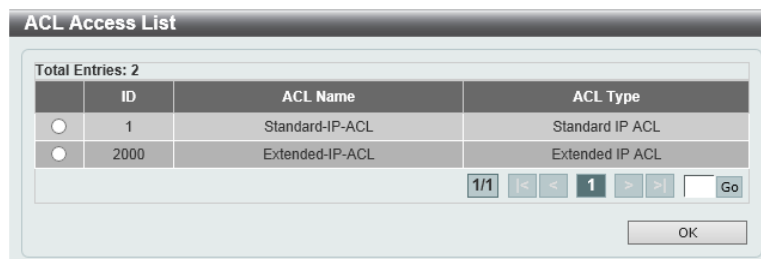 ACL Access List
Total Entries: 2
ID ACL Name ACL Type
1 Standard-IP-ACL Standard IP ACL
2000 Extended-IP-ACL Extended IP ACL
1/1 |< < 1 > >| Go
OK